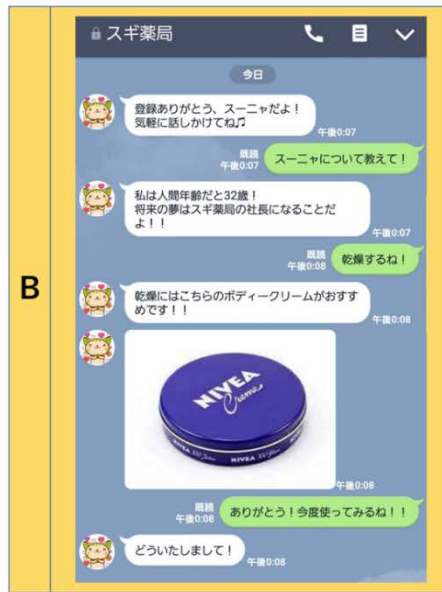 B
スギ薬局
今日
登録ありがとう、スーニャだよ！
気軽に話しかけてね♫
午後0:07
既読
午後0:07
スーニャについて教えて！
私は人間年齢だと32歳！
将来の夢はスギ薬局の社長になることだ
よ！！
午後0:07
既読
午後0:08
乾燥するね！
乾燥にはこちらのボディークリームがおすす
めです！！
午後0:08
NIVEA
Creme
NIVEA
NIVEA
午後0:08
既読
午後0:08
ありがとう！今度使ってみるね！！
どういたしまして！
午後0:08